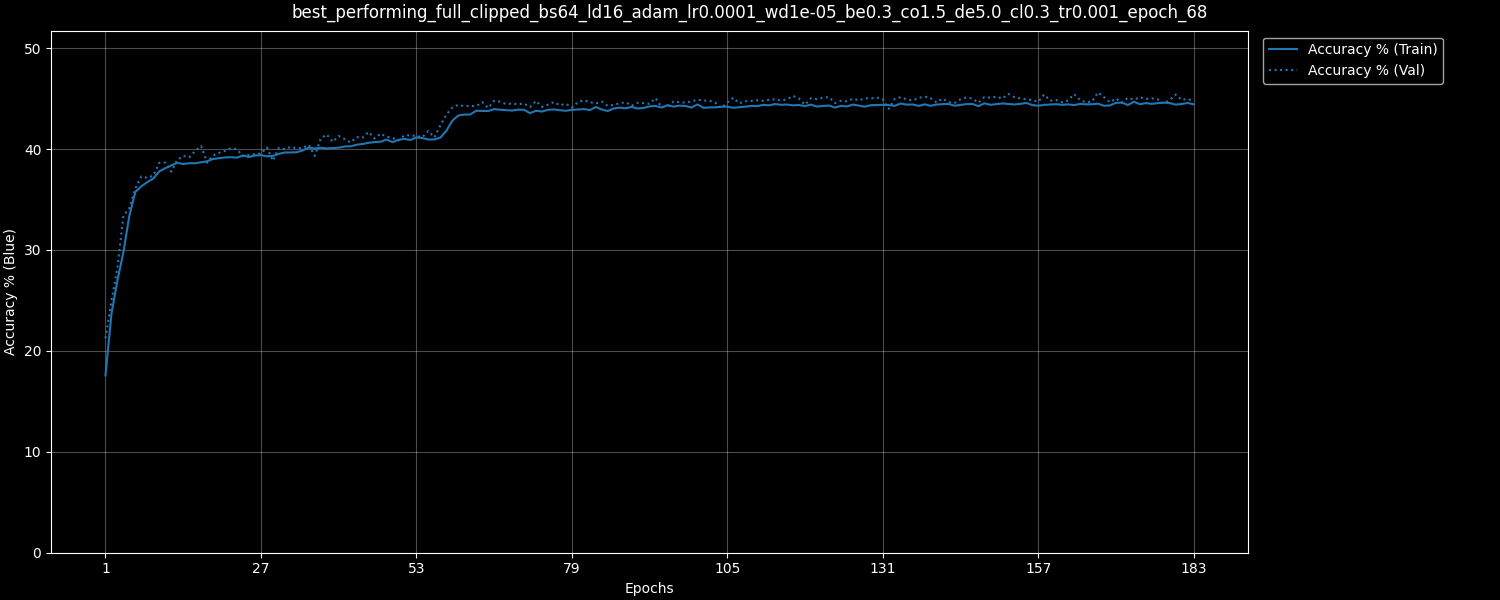 best_performing_full_clipped_bs64_ld16_adam_lr0.0001_wd1e-05_be0.3_co1.5_de5.0_cl0.3_tr0.001_epoch_68
Accuracy % (Train)
Accuracy % (Val)
Accuracy % (Blue)
50
40
30
20
10
0
1 27 53 79 105 131 157 183
Epochs